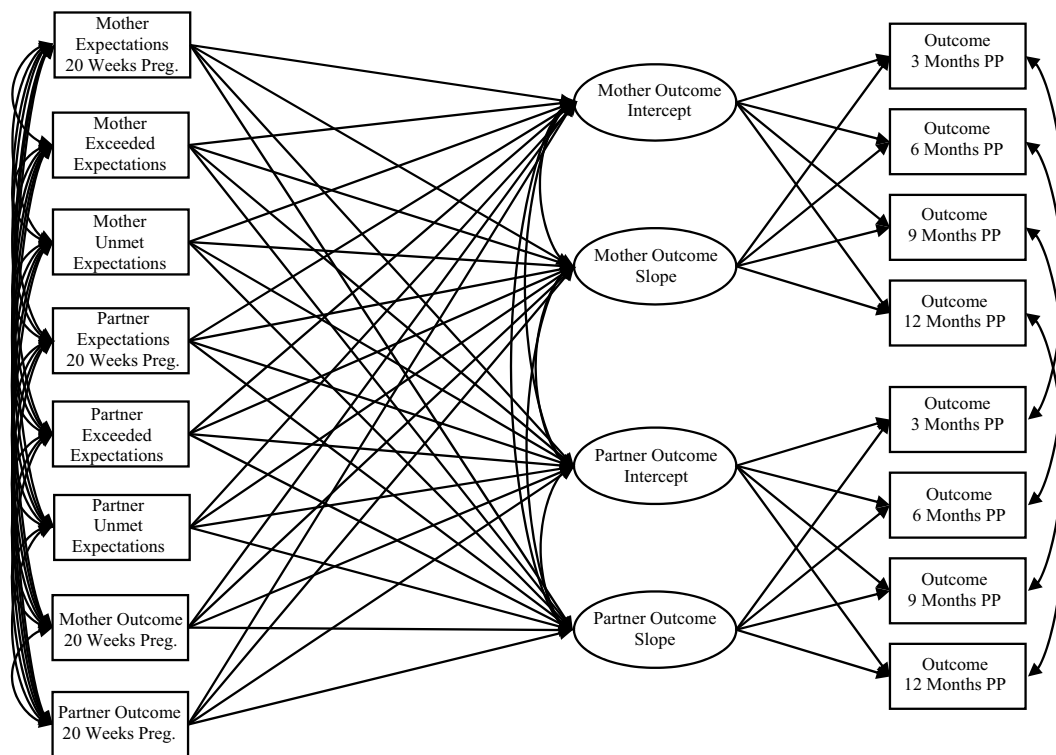 Mother
Expectations
20 Weeks Preg.
Mother
Exceeded
Expectations
Mother
Unmet
Expectations
Partner
Expectations
20 Weeks Preg.
Partner
Exceeded
Expectations
Partner
Unmet
Expectations
Mother Outcome
20 Weeks Preg.
Partner Outcome
20 Weeks Preg.
Mother Outcome
Intercept
Mother Outcome
Slope
Partner Outcome
Intercept
Partner Outcome
Slope
Outcome
3 Months PP
Outcome
6 Months PP
Outcome
9 Months PP
Outcome
12 Months PP
Outcome
3 Months PP
Outcome
6 Months PP
Outcome
9 Months PP
Outcome
12 Months PP